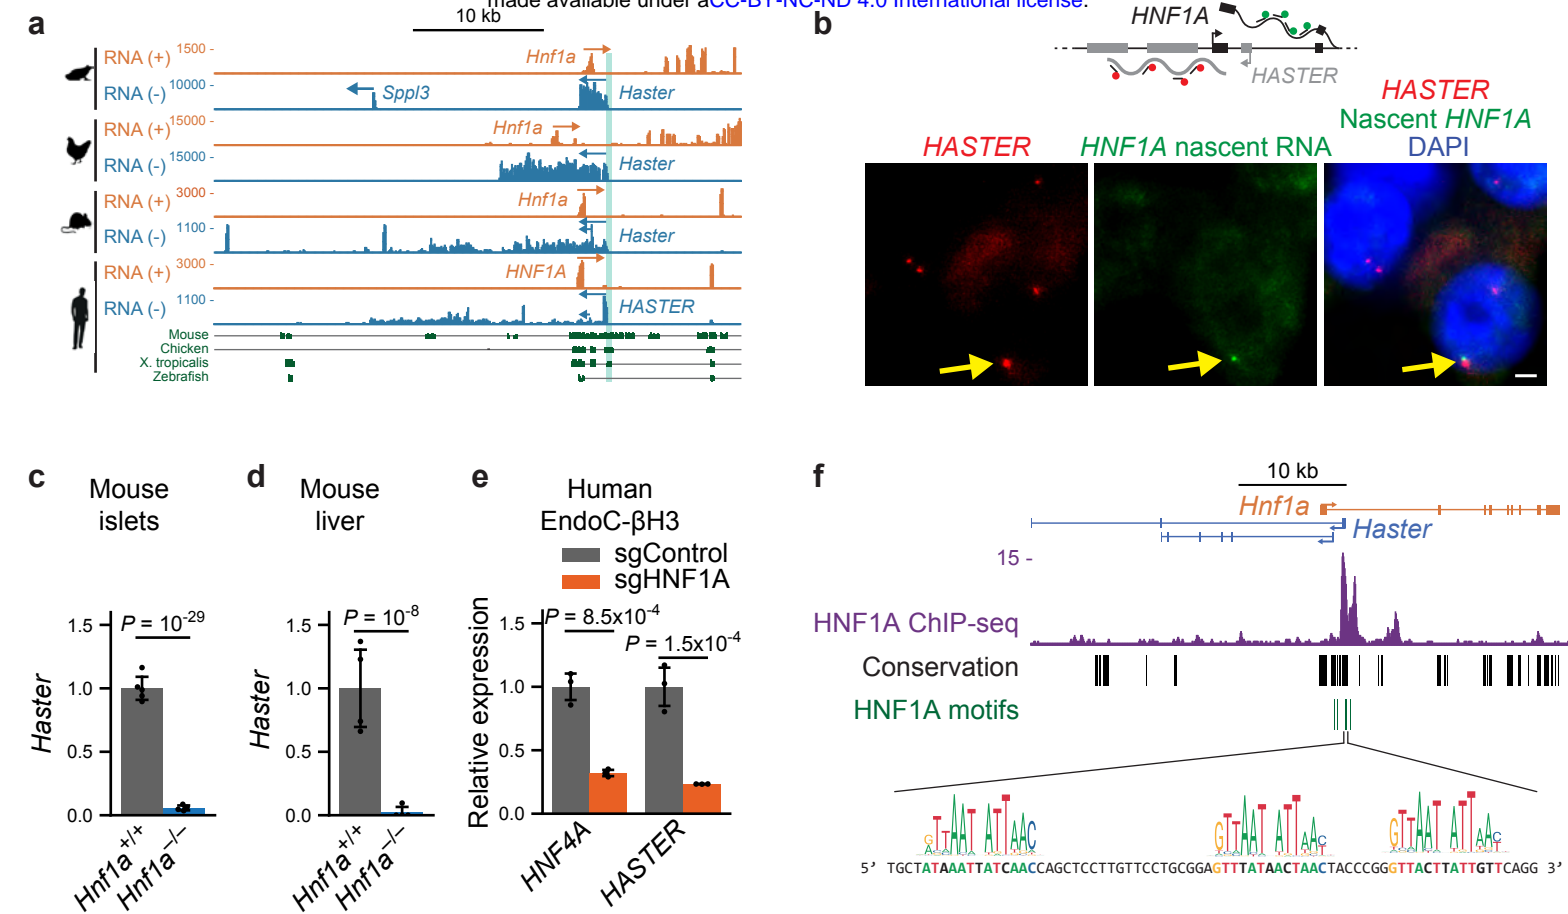 made available under aCC-BY-NC-ND 4.0 International license.
a
10 kb
RNA (+) 1500 - Hnf1a
RNA (-) 10000 - Sppl3 Haster
RNA (+) 15000 - Hnf1a
RNA (-) 15000 - Haster
RNA (+) 3000 - Hnf1a
RNA (-) 1100 - Haster
RNA (+) 3000 - HNF1A
RNA (-) 1100 - HASTER
Mouse
Chicken
X. tropicalis
Zebrafish
b
HNF1A
HASTER
HASTER
HNF1A nascent RNA
HASTER
Nascent HNF1A
DAPI
c
Mouse
islets
Haster
1.5
1.0
0.5
0.0
P = 10-29
Hnf1a+/+
Hnf1a–/–
d
Mouse
liver
Haster
1.5
1.0
0.5
0.0
P = 10-8
Hnf1a+/+
Hnf1a–/–
e
Human
EndoC-βH3
sgControl
sgHNF1A
Relative expression
1.5
1.0
0.5
0.0
P = 8.5x10-4
P = 1.5x10-4
HNF4A
HASTER
f
10 kb
Hnf1a
Haster
15 -
HNF1A ChIP-seq
Conservation
HNF1A motifs
5’ TGCTATAAATTATCAACCAGCTCCTTGTTCCTGCGGAGTTTATAACTAACTACCCGGGTTACTTATTGTTCAGG 3’